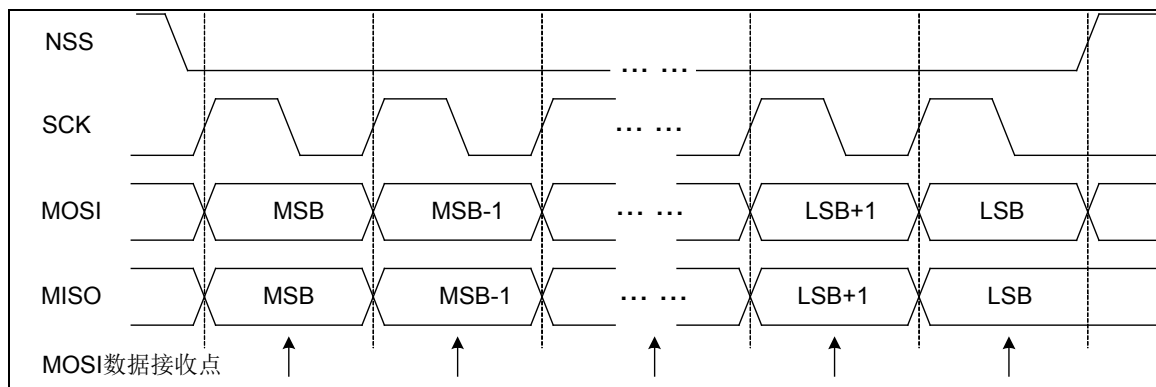 NSS
... ...
SCK
... ...
... ...
MOSI
MSB
MSB-1
... ...
LSB+1
LSB
MISO
MSB
MSB-1
... ...
LSB+1
LSB
MOSI数据接收点